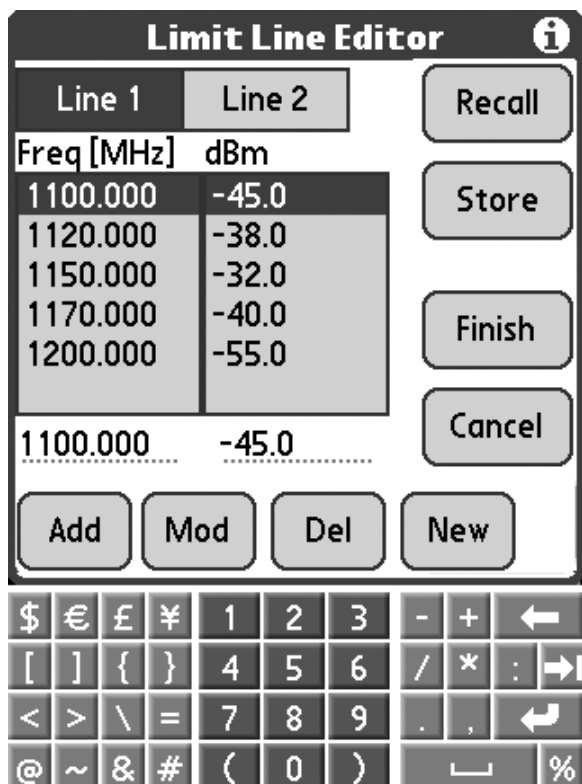 Limit Line Editor i
Line 1 Line 2 Recall
Freq [MHz] dBm
1100.000 -45.0 Store
1120.000 -38.0
1150.000 -32.0
1170.000 -40.0 Finish
1200.000 -55.0
1100.000 -45.0 Cancel
Add Mod Del New
$ € £ ¥ 1 2 3 - +
[ ] { } 4 5 6 / * :
< > \ = 7 8 9 . ,
@ ~ & # ( 0 ) %